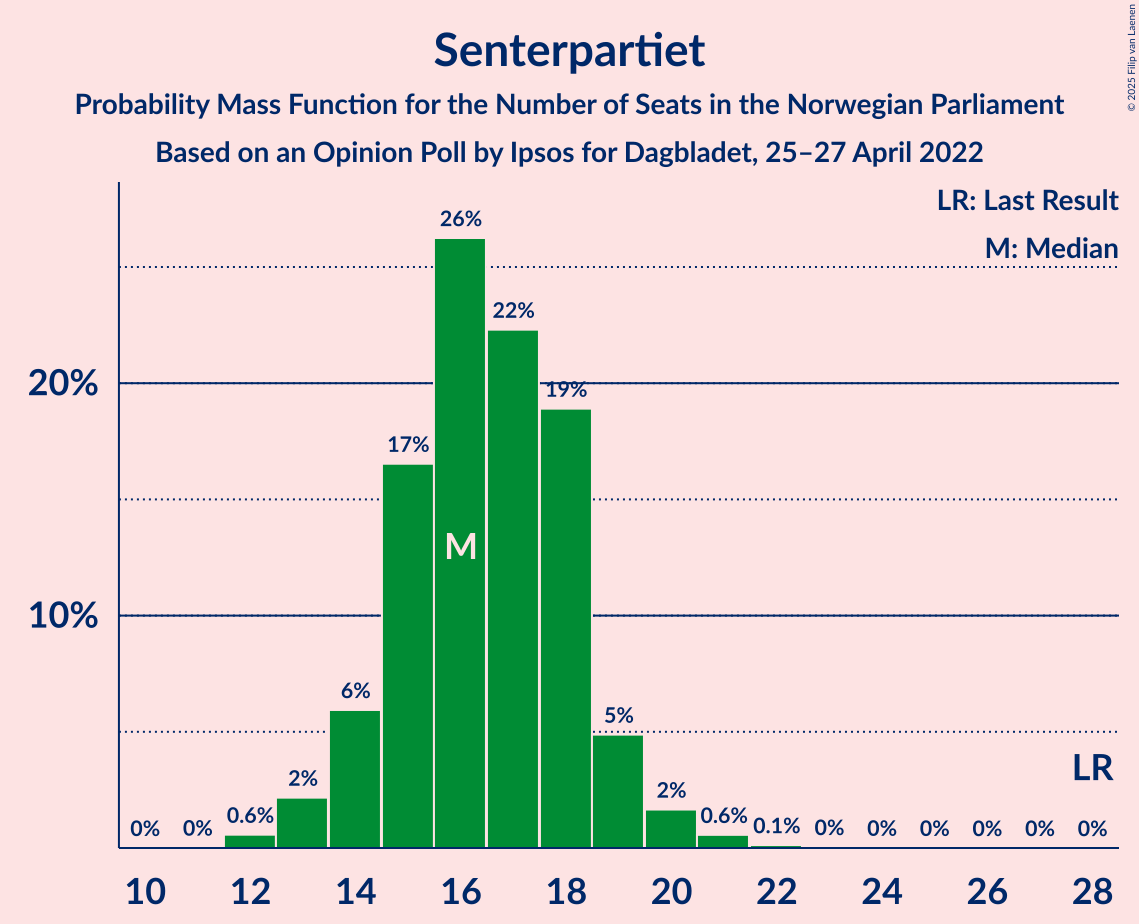 Senterpartiet
Probability Mass Function for the Number of Seats in the Norwegian Parliament
Based on an Opinion Poll by Ipsos for Dagbladet, 25–27 April 2022
© 2025 Filip van Laenen
LR: Last Result
M: Median
26%
22%
20%
19%
17%
M
10%
6%
5%
LR
2%
2%
0% 0% 0.6% 0.6% 0.1% 0% 0% 0% 0% 0% 0%
10 12 14 16 18 20 22 24 26 28